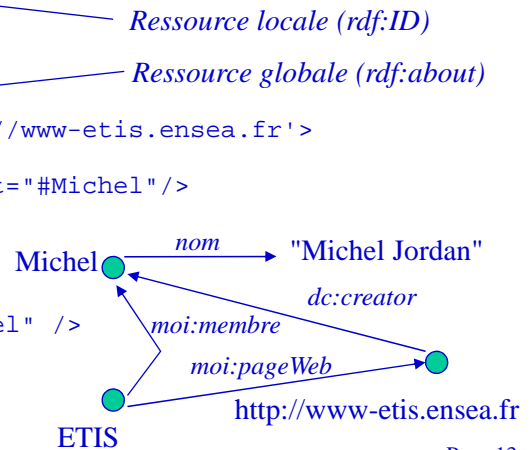 Ressource locale (rdf:ID)
Ressource globale (rdf:about)
//www-etis.ensea.fr'>
t="#Michel"/>
Michel
nom
"Michel Jordan"
dc:creator
el" />
moi:membre
moi:pageWeb
http://www-etis.ensea.fr
ETIS